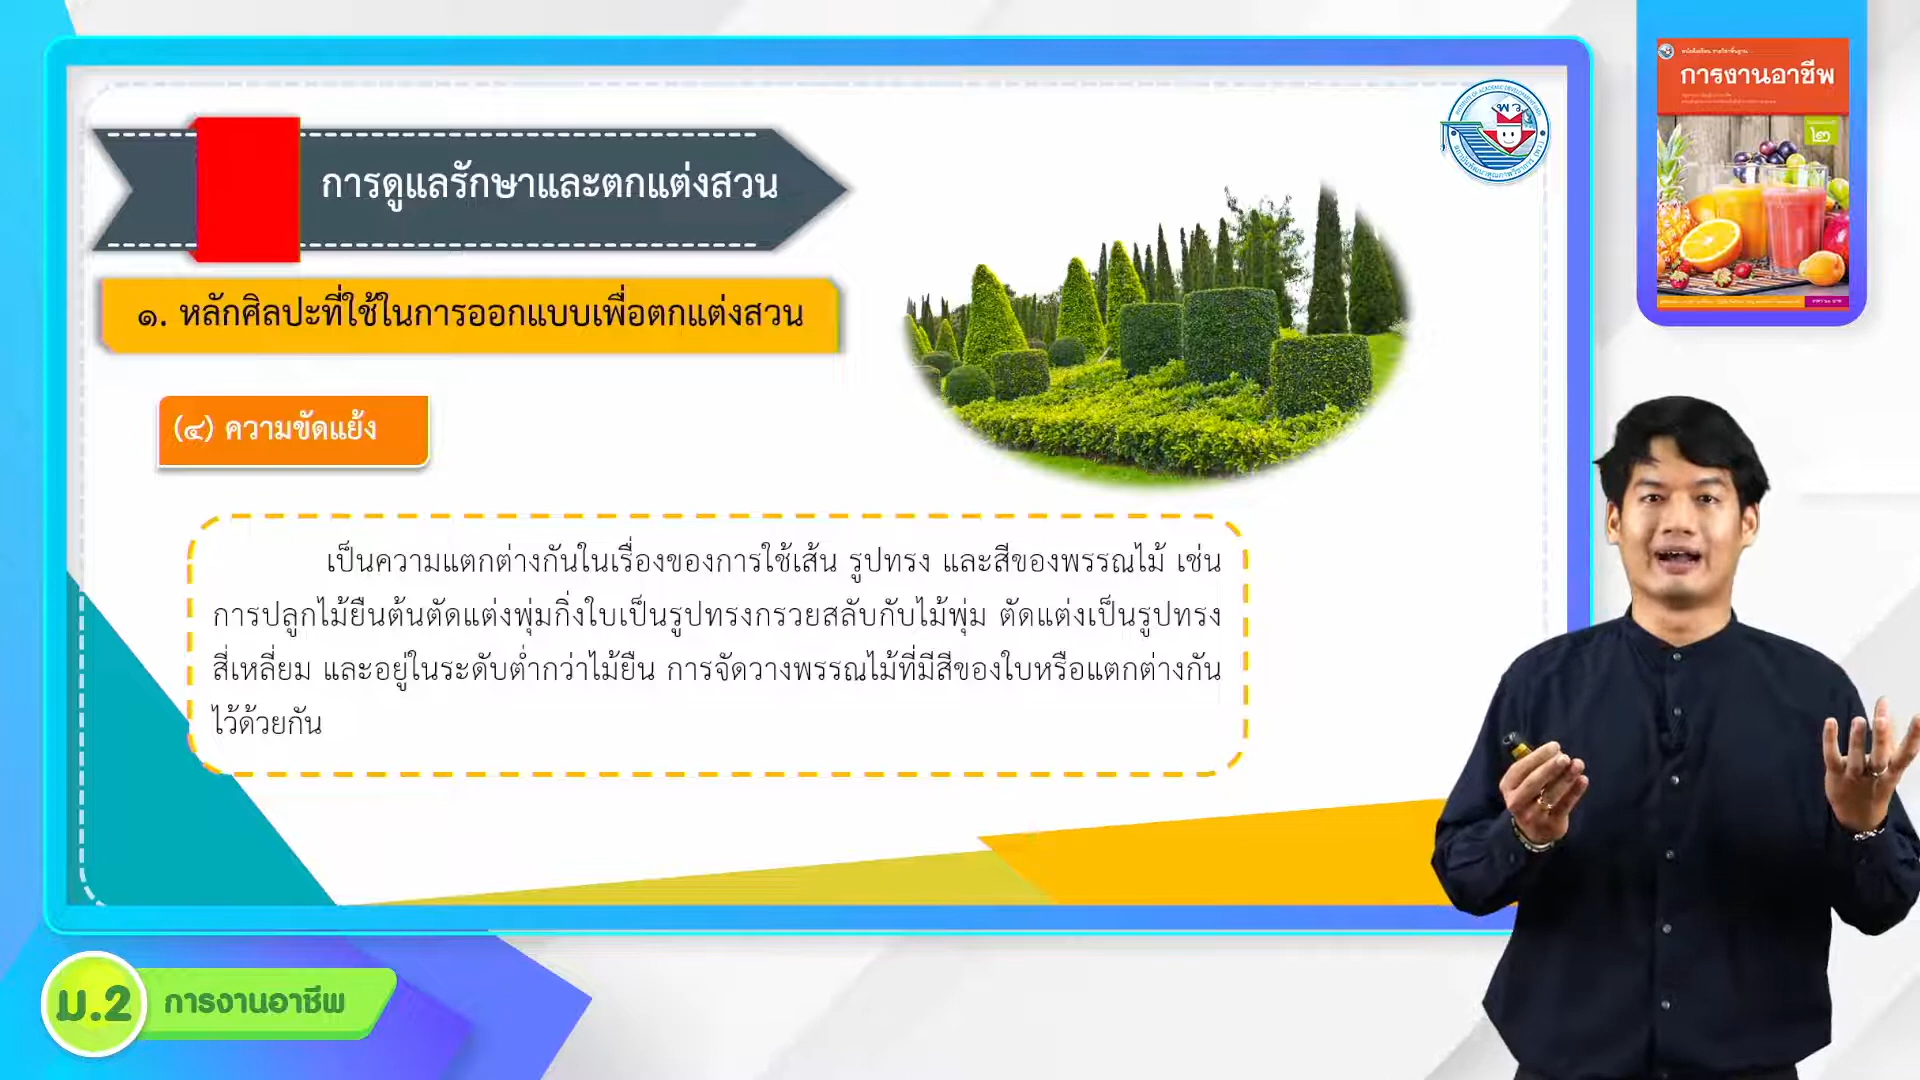 การดูแลรักษาและตกแต่งสวน
๑. หลักศิลปะที่ใช้ในการออกแบบเพื่อตกแต่งสวน
(๔) ความขัดแย้ง
เป็นความแตกต่างกันในเรื่องของการใช้เส้น รูปทรง และสีของพรรณไม้ เช่น
การปลูกไม้ยืนต้นตัดแต่งพุ่มกิ่งใบเป็นรูปทรงกรวยสลับกับไม้พุ่ม ตัดแต่งเป็นรูปทรง
สี่เหลี่ยม และอยู่ในระดับต่ำกว่าไม้ยืน การจัดวางพรรณไม้ที่มีสีของใบหรือแตกต่างกัน
ไว้ด้วยกัน
พว
การงานอาชีพ
๒
ม.2 การงานอาชีพ